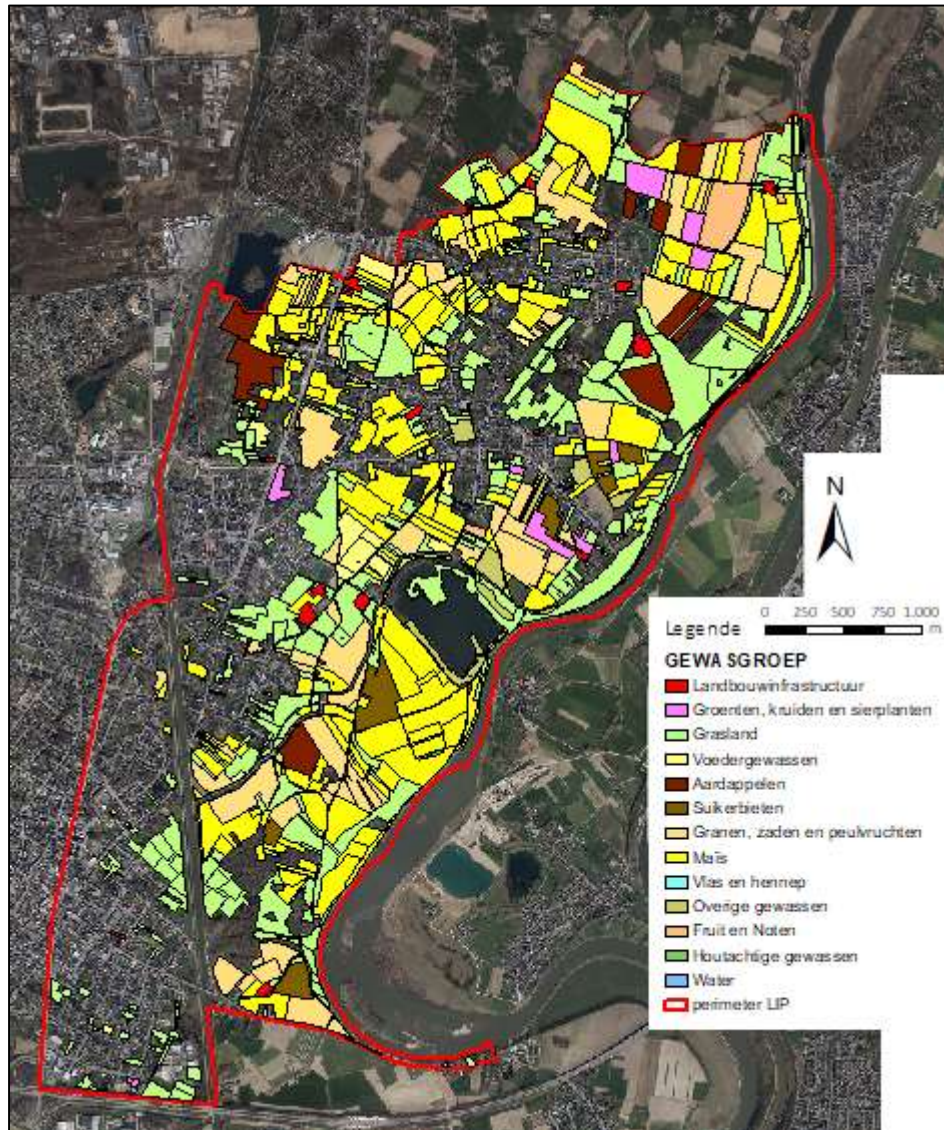 N
0 250 500 750 1.000
m
Legende
GEWASGROEP
Landbouwinfrastructuur
Groenten, kruiden en sierplanten
Grasland
Voedergewassen
Aardappelen
Suikerbieten
Granen, zaden en peulvruchten
Maïs
Vlas en hennep
Overige gewassen
Fruit en Noten
Houtachtige gewassen
Water
perimeter LIP